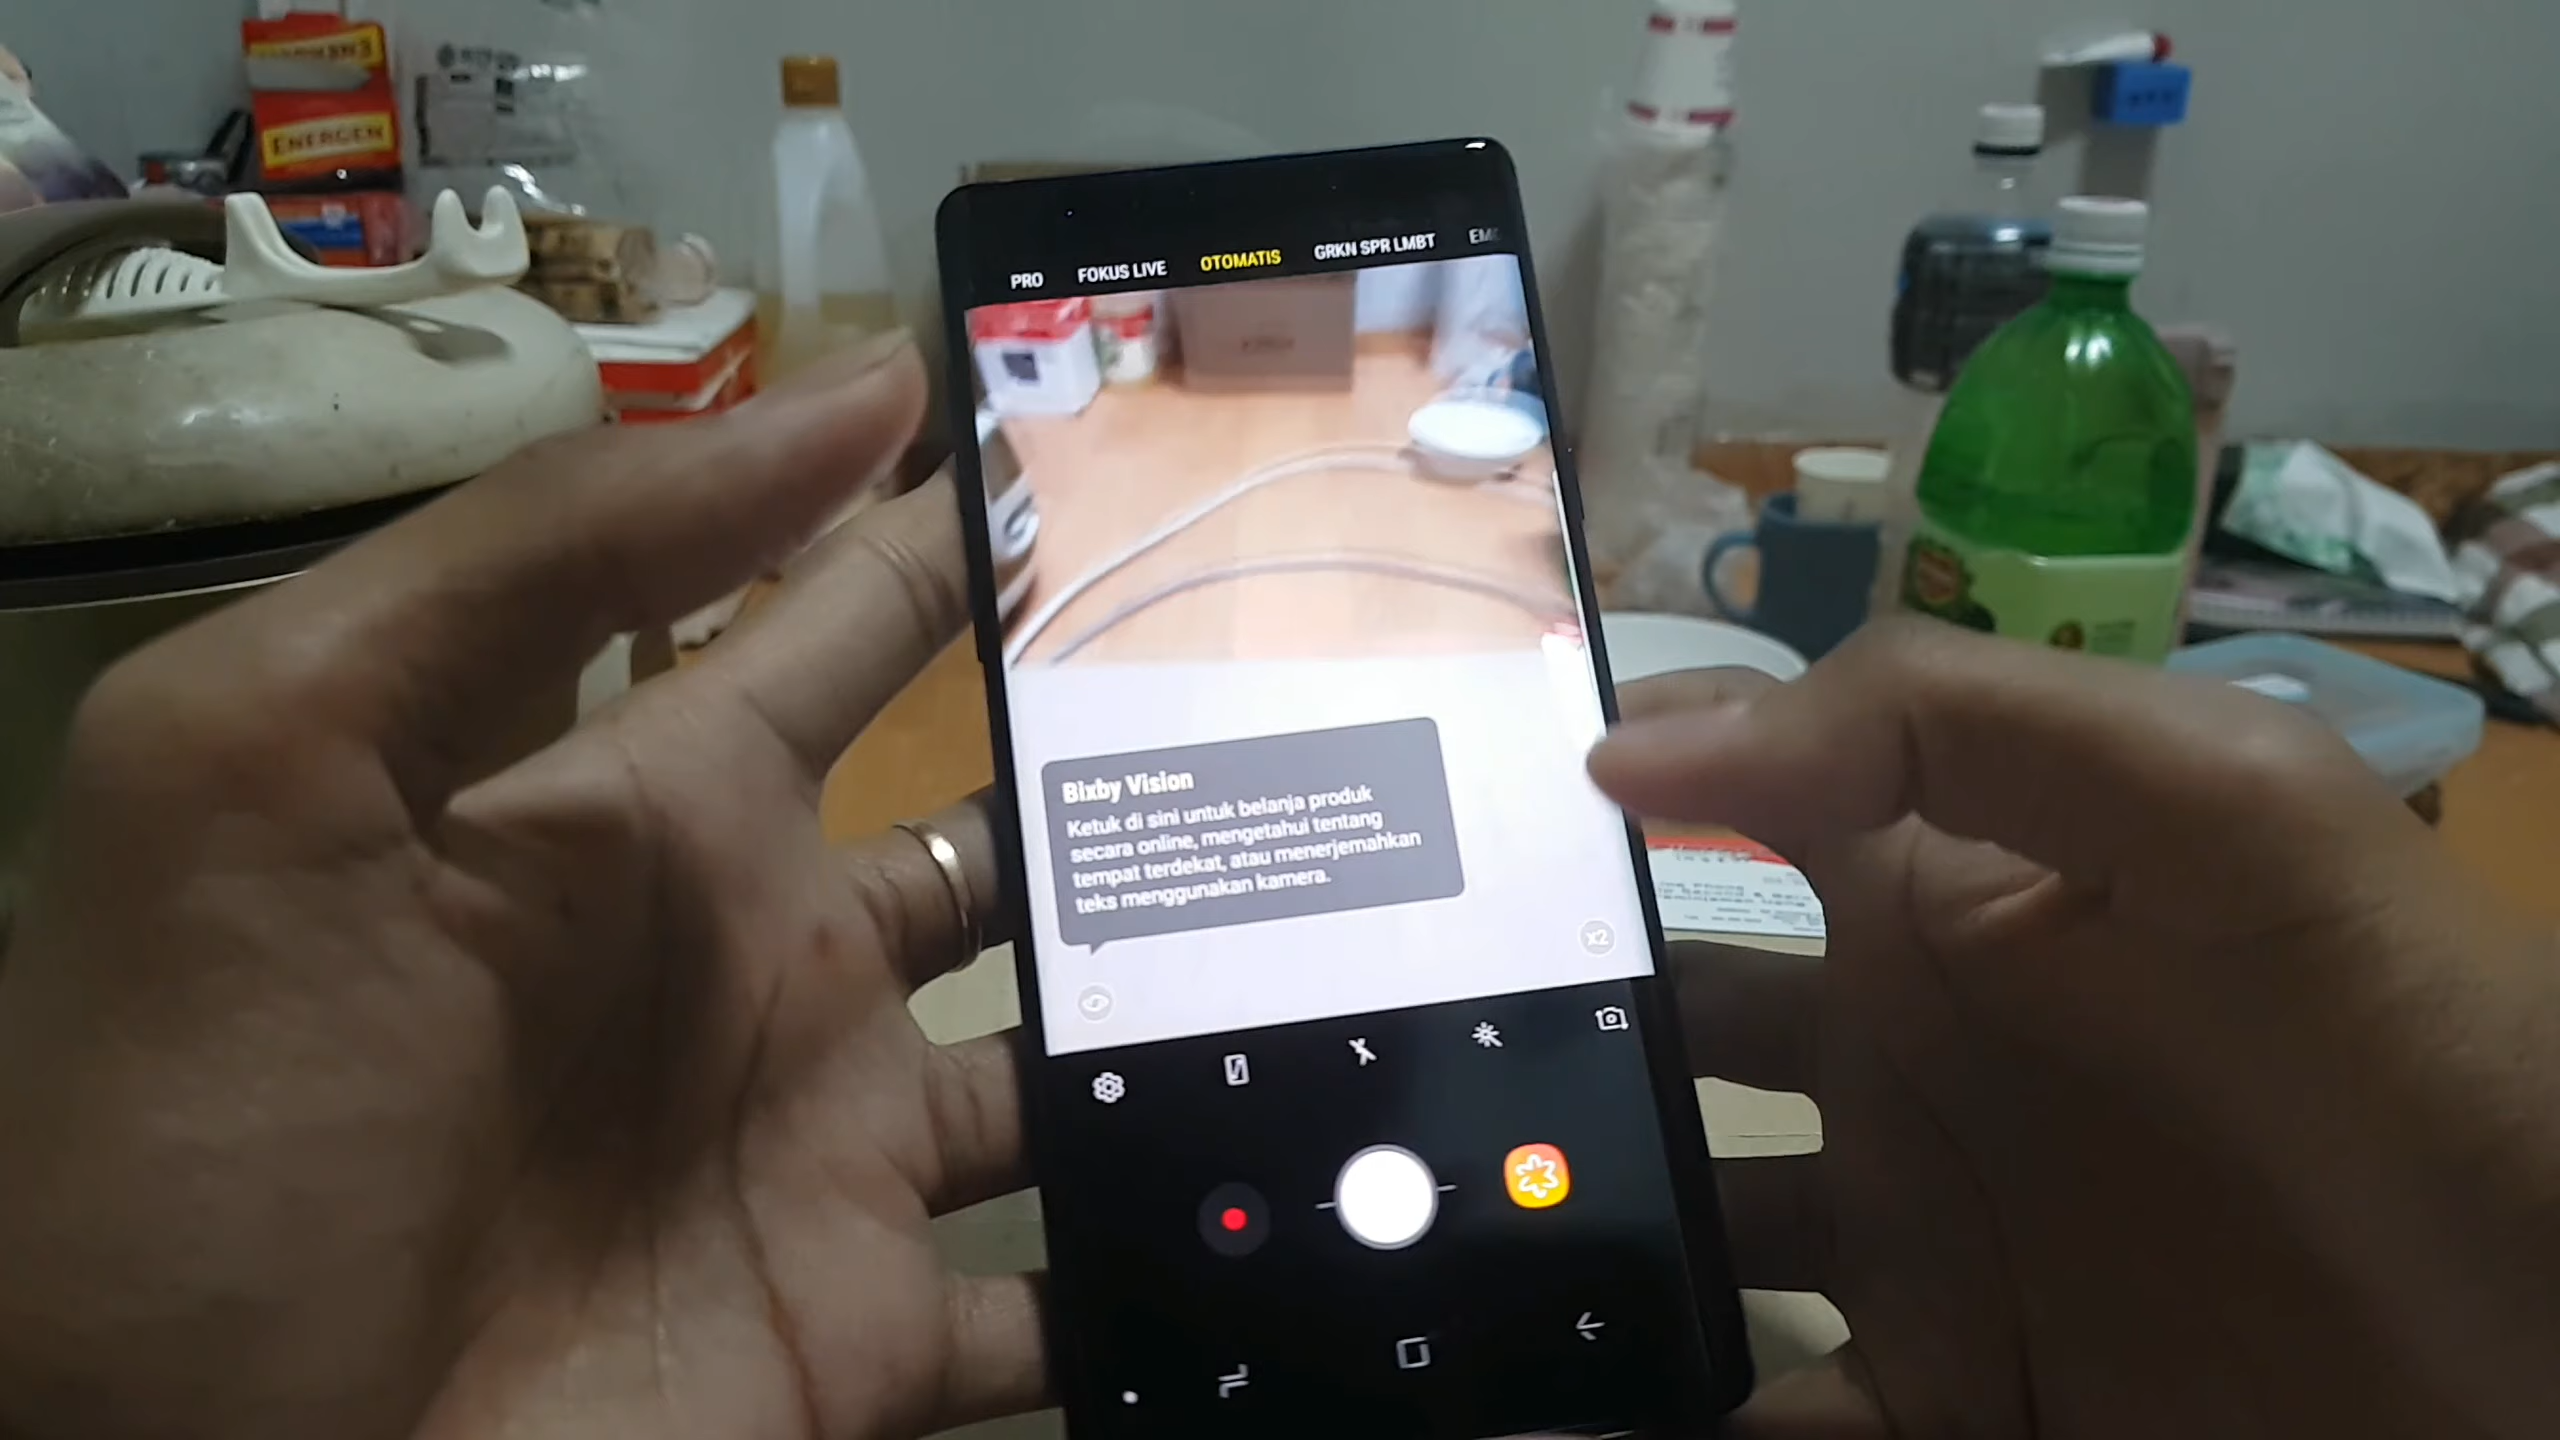 ENERGEN
PRO FOKUS LIVE OTOMATIS GRKN SPR LMBT
Bixby Vision
Ketuk di sini untuk belanja produk
secara online, mengetahui tentang
tempat terdekat, atau menerjemahkan
teks menggunakan kamera.
x2